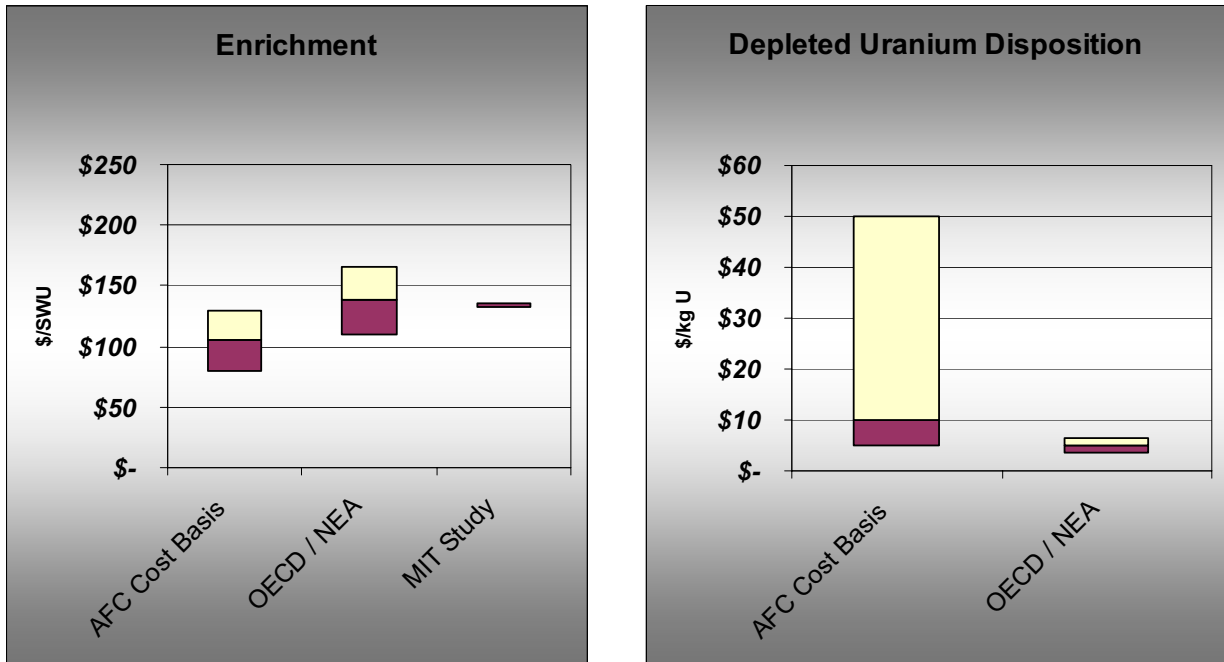 Enrichment
$250
$200
$150
$100
$50
$-
$/SWU
AFC Cost Basis
OECD / NEA
MIT Study
Depleted Uranium Disposition
$60
$50
$40
$30
$20
$10
$-
$/kg U
AFC Cost Basis
OECD / NEA